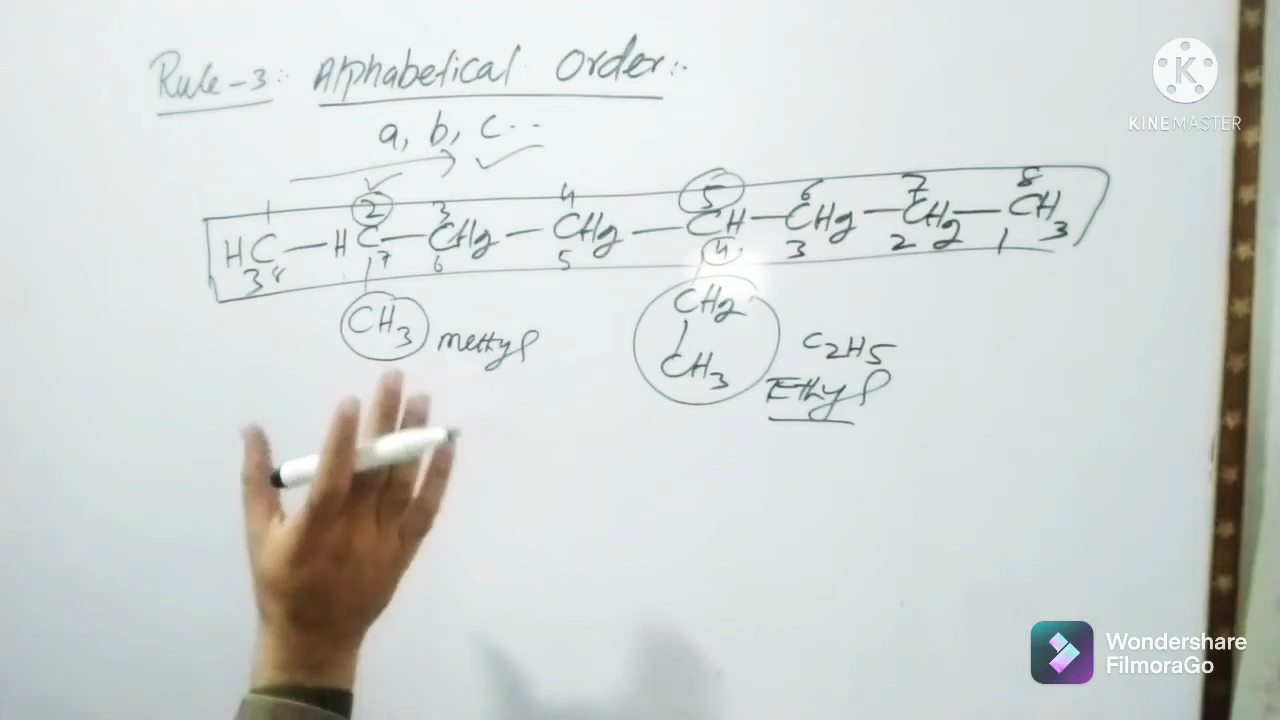 Rule-3:- Alphabetical Order:-
a, b, c...
KINEMASTER
1 2 3 4 5 6 7 8
H3C — HC — CH2 — CH2 — CH — CH2 — CH2 — CH3
8 7 6 5 4 3 2 1
CH3 methyl
CH2
CH3
C2H5
Ethyl
Wondershare
FilmoraGo